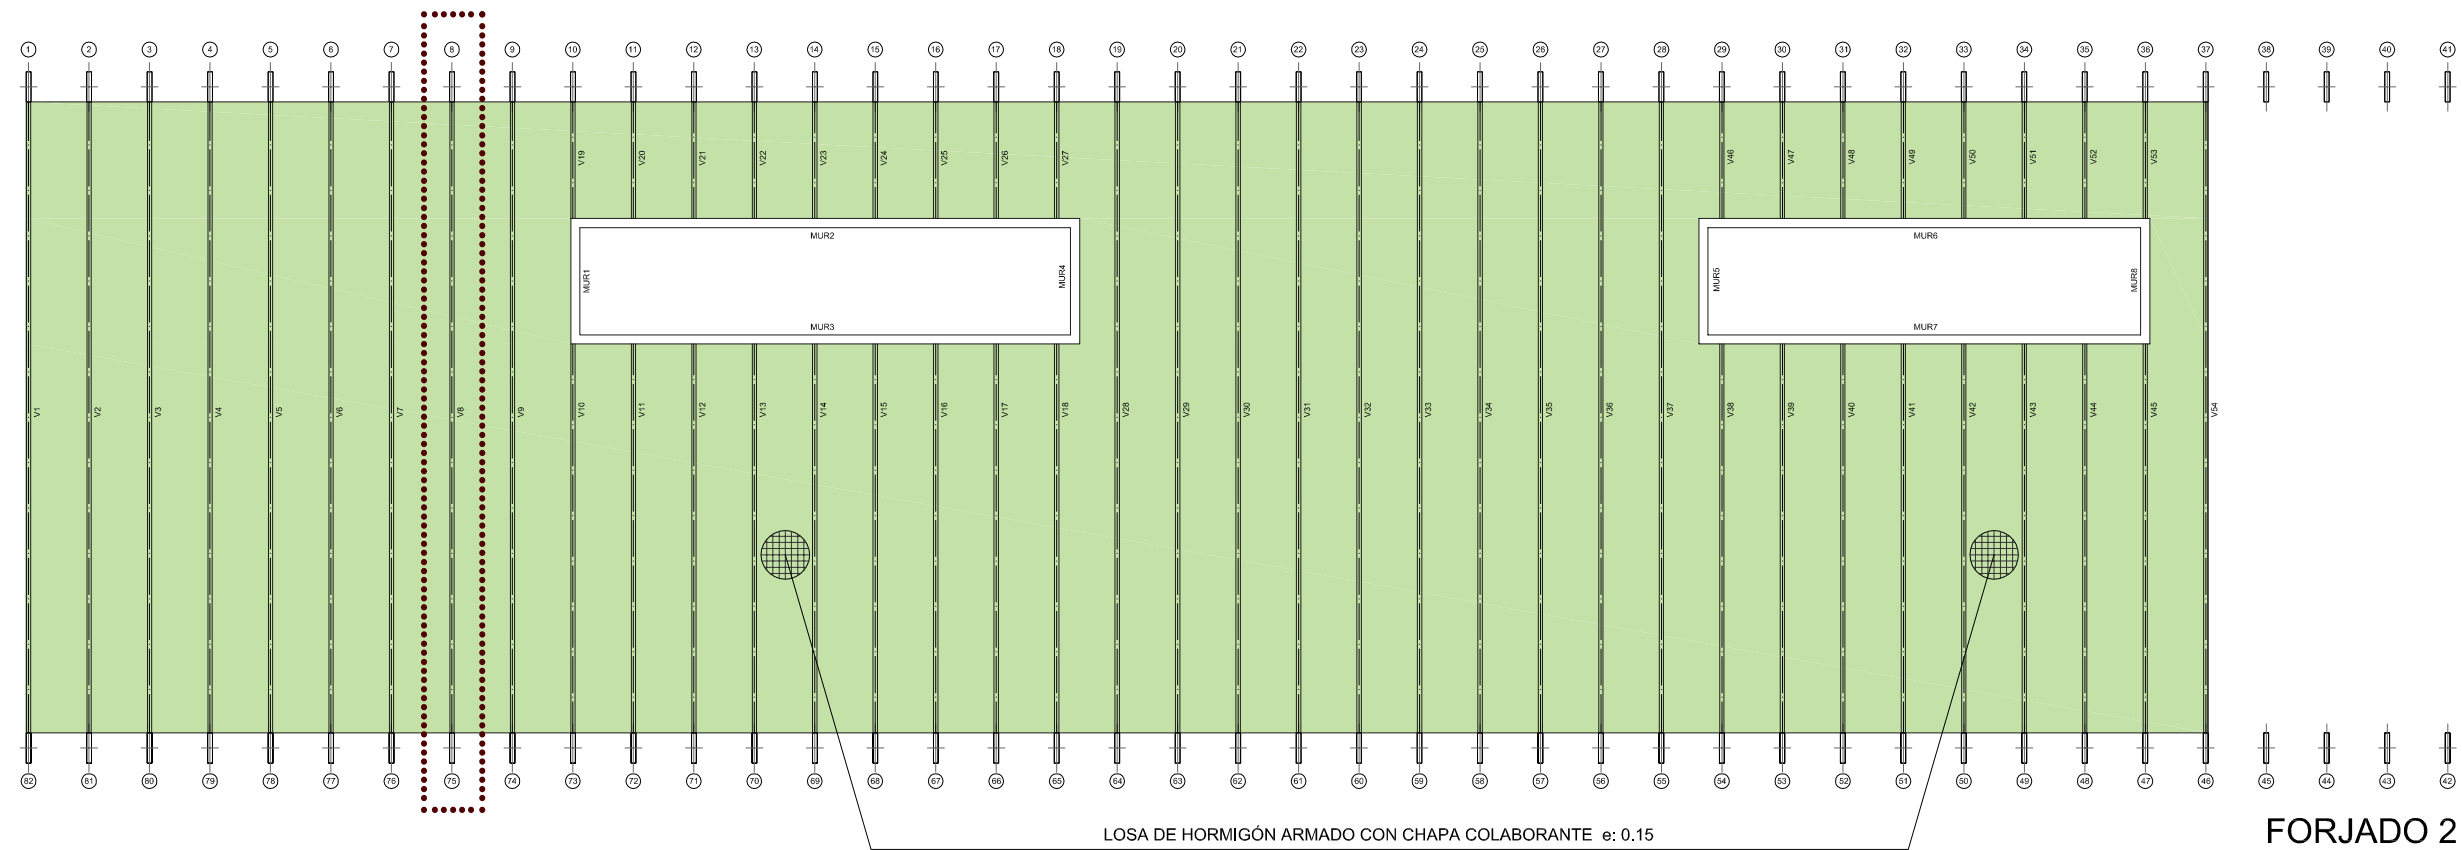 1 2 3 4 5 6 7 8 9 10 11 12 13 14 15 16 17 18 19 20 21 22 23 24 25 26 27 28 29 30 31 32 33 34 35 36 37 38 39 40 41
V19 V20 V21 V22 V23 V24 V25 V26 V27 V46 V47 V48 V49 V50 V51 V52 V53
MUR2 MUR6
MUR1 MUR4 MUR5 MUR8
MUR3 MUR7
V1 V2 V3 V4 V5 V6 V7 V8 V9 V10 V11 V12 V13 V14 V15 V16 V17 V18 V28 V29 V30 V31 V32 V33 V34 V35 V36 V37 V38 V39 V40 V41 V42 V43 V44 V45 V54
82 81 80 79 78 77 76 75 74 73 72 71 70 69 68 67 66 65 64 63 62 61 60 59 58 57 56 55 54 53 52 51 50 49 48 47 46 45 44 43 42
LOSA DE HORMIGÓN ARMADO CON CHAPA COLABORANTE e: 0.15
FORJADO 2